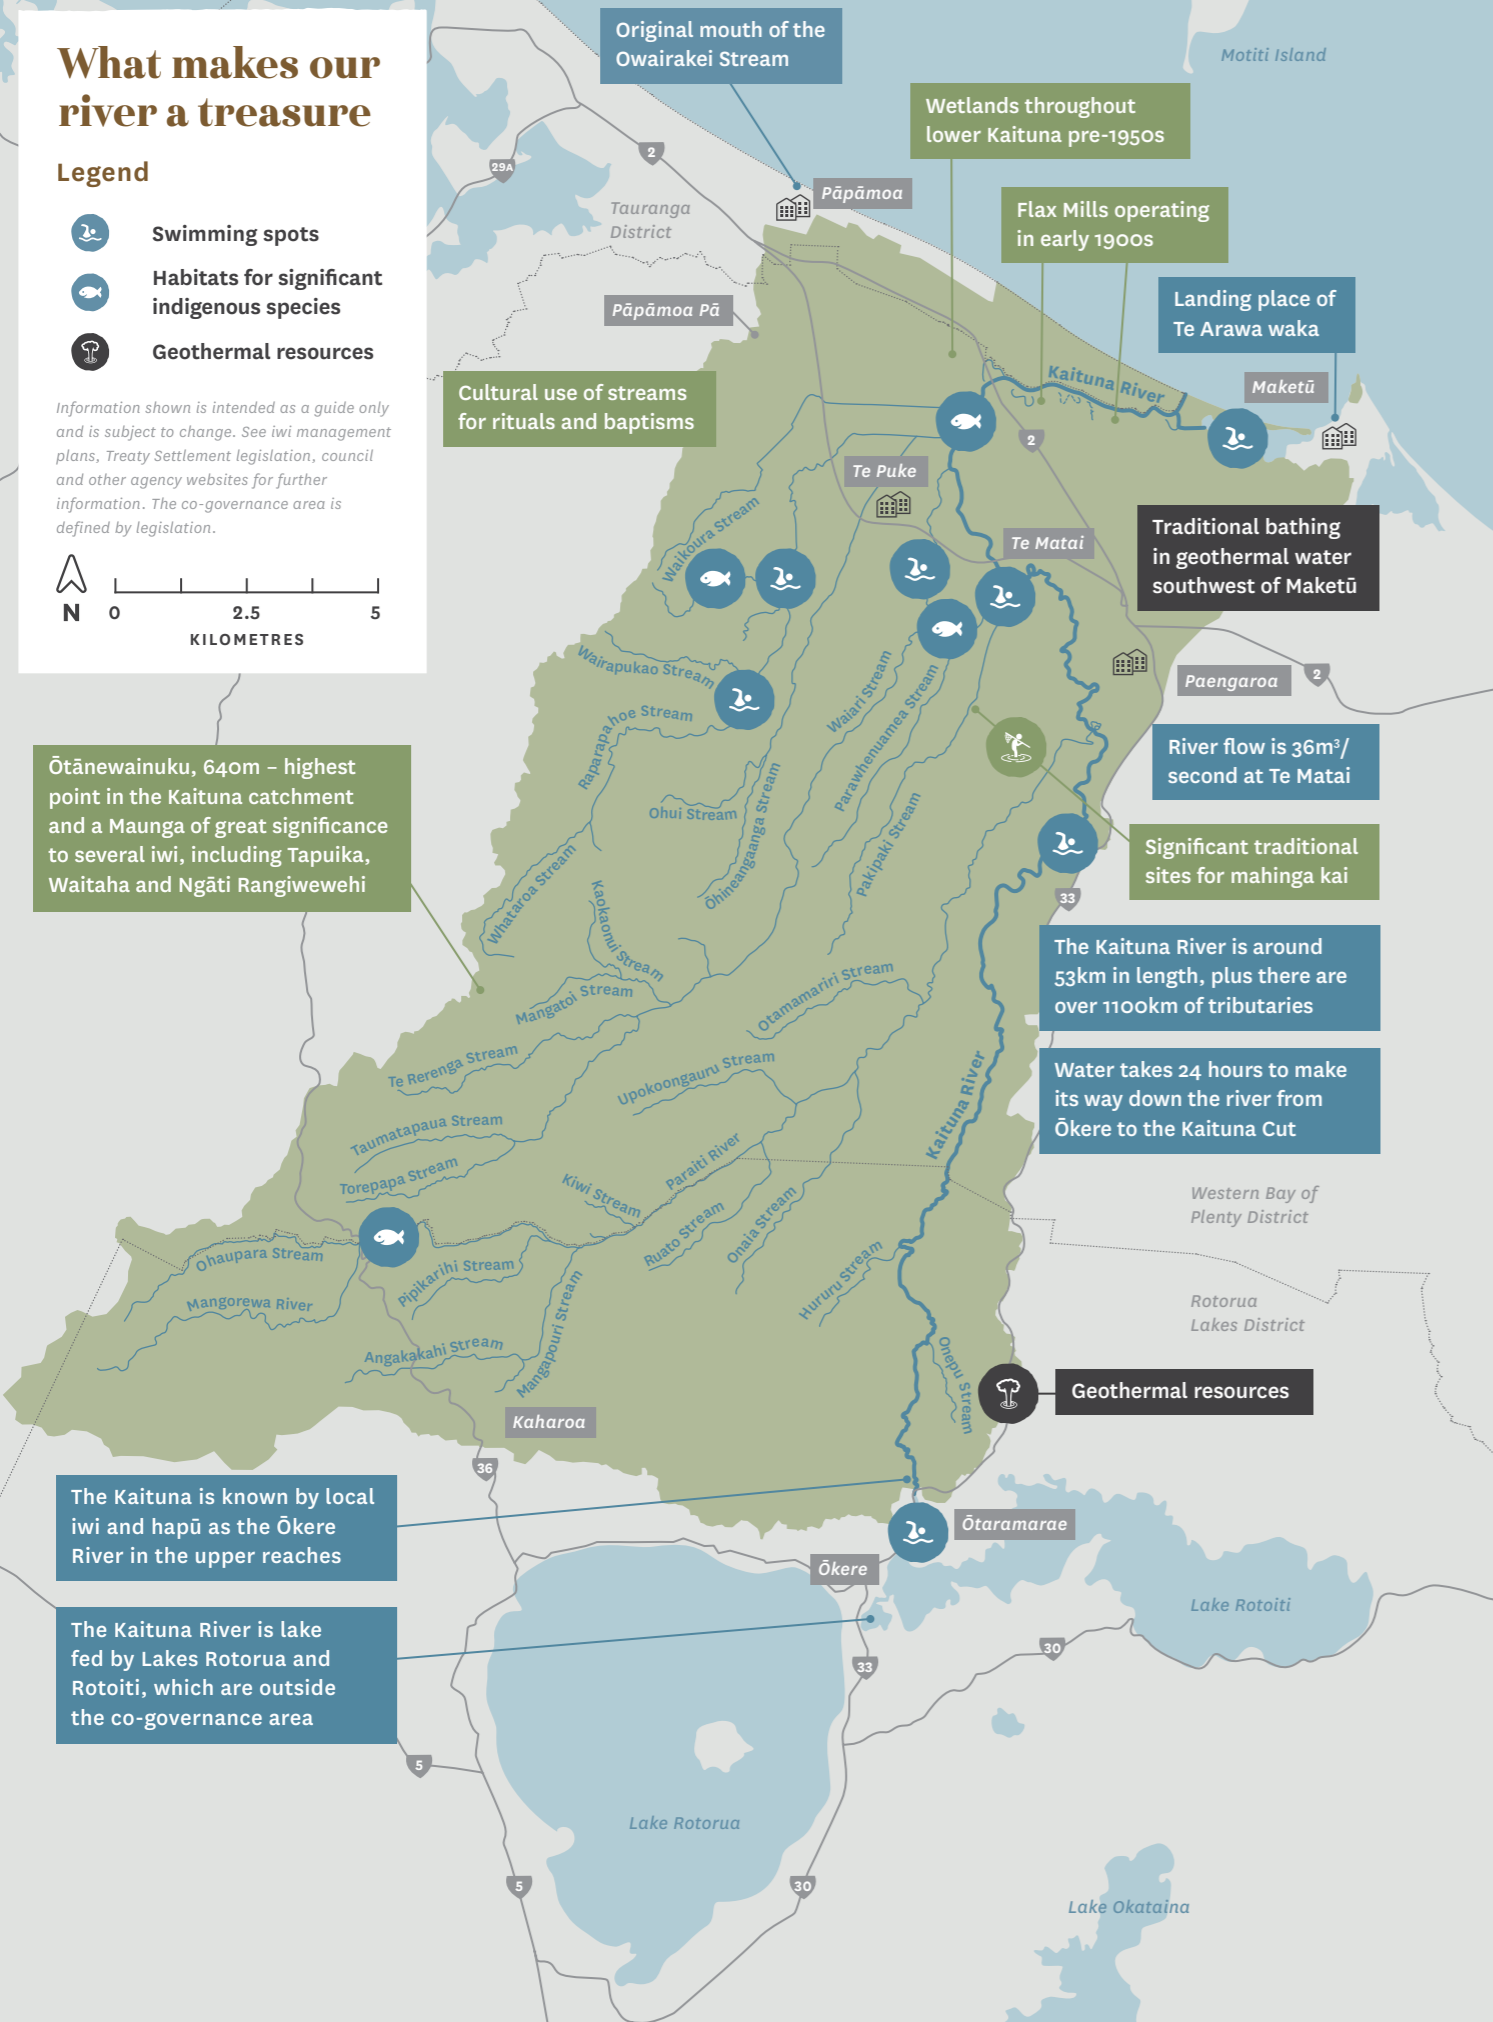 What makes our
river a treasure
Legend
Swimming spots
Habitats for significant
indigenous species
Geothermal resources
Information shown is intended as a guide only
and is subject to change. See iwi management
plans, Treaty Settlement legislation, council
and other agency websites for further
information. The co-governance area is
defined by legislation.
N
0
2.5
5
KILOMETRES
Original mouth of the
Owairakei Stream
Motiti Island
Wetlands throughout
lower Kaituna pre-1950s
2
29A
Tauranga
District
Pāpāmoa
Flax Mills operating
in early 1900s
Landing place of
Te Arawa waka
Pāpāmoa Pā
Kaituna River
Maketū
Cultural use of streams
for rituals and baptisms
2
Te Puke
Waikoura Stream
Te Matai
Traditional bathing
in geothermal water
southwest of Maketū
Wairapukao Stream
Paengaroa
2
Waiari Stream
Parawhenuamea Stream
Raparapahoe Stream
River flow is 36m³/
second at Te Matai
Ōtānewainuku, 640m – highest
point in the Kaituna catchment
and a Maunga of great significance
to several iwi, including Tapuika,
Waitaha and Ngāti Rangiwewehi
Ohui Stream
Ōhineangaanga Stream
Pakipaki Stream
Significant traditional
sites for mahinga kai
Whataroa Stream
Kaokaonui Stream
33
The Kaituna River is around
53km in length, plus there are
over 1100km of tributaries
Mangatoi Stream
Otamamariri Stream
Te Rerenga Stream
Upokoongauru Stream
Kaituna River
Water takes 24 hours to make
its way down the river from
Ōkere to the Kaituna Cut
Taumatapaua Stream
Torepapa Stream
Kiwi Stream
Paraiti River
Western Bay of
Plenty District
Ohaupara Stream
Ruato Stream
Onaia Stream
Pipikarihi Stream
Hururu Stream
Mangorewa River
Rotorua
Lakes District
Mangapouri Stream
Angakakahi Stream
Onepu Stream
Geothermal resources
Kaharoa
36
The Kaituna is known by local
iwi and hapū as the Ōkere
River in the upper reaches
Ōtaramarae
Ōkere
Lake Rotoiti
The Kaituna River is lake
fed by Lakes Rotorua and
Rotoiti, which are outside
the co-governance area
30
33
5
Lake Rotorua
5
30
Lake Okataina